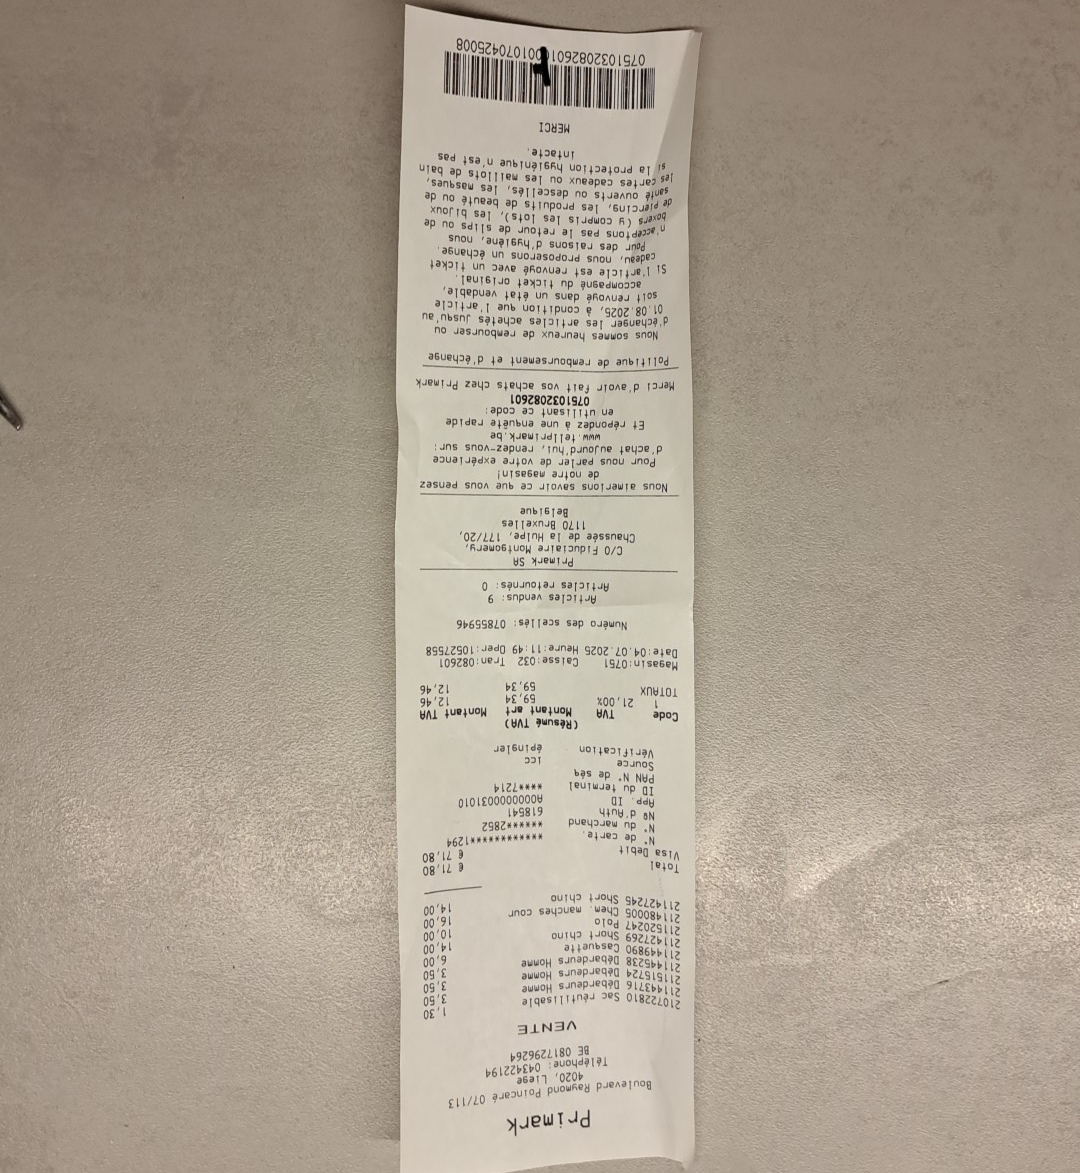 Primark
Boulevard Raymond Poincaré 07/113
4020, Liege
Téléphone: 043422194
BE 0817296264
VENTE
210722810 Sac réutilisable 1,30
211443716 Débardeurs Homme 3,50
211515724 Débardeurs Homme 3,50
211445238 Débardeurs Homme 3,50
211449890 Casquette 6,00
211427269 Short chino 14,00
211520247 Polo 10,00
211480005 Chem. manches cour 16,00
211427245 Short chino 14,00
Total € 71,80
Visa Debit € 71,80
N° de carte. ************1294
N° du marchand ******2852
Nº d'Auth 618541
App. ID A0000000031010
ID du terminal ****7214
PAN N° de séq
Source icc
Vérification épingler
(Résumé TVA)
Code TVA Montant art Montant TVA
1 21,00% 59,34 12,46
TOTAUX 59,34 12,46
Magasin:0751 Caisse:032 Tran:082601
Date:04.07.2025 Heure:11:49 Oper:10527558
Numéro des scellés: 07855946
Articles vendus: 9
Articles retournés: 0
Primark SA
C/O Fiduciaire Montgomery,
Chaussée de la Hulpe, 177/20,
1170 Bruxelles
Belgique
Nous aimerions savoir ce que vous pensez
de notre magasin!
Pour nous parler de votre expérience
d'achat aujourd'hui, rendez-vous sur:
www.tellprimark.be
Et répondez à une enquête rapide
en utilisant ce code:
0751032082601
Merci d'avoir fait vos achats chez Primark
Politique de remboursement et d'échange
Nous sommes heureux de rembourser ou
d'échanger les articles achetés jusqu'au
01.08.2025, à condition que l'article
soit renvoyé dans un état vendable,
accompagné du ticket original.
Si l'article est renvoyé avec un ticket
cadeau, nous proposerons un échange.
Pour des raisons d'hygiène, nous
n'acceptons pas le retour de slips ou de
boxers (y compris les lots), les bijoux
de piercing, les produits de beauté ou de
santé ouverts ou descellés, les masques,
les cartes cadeaux ou les maillots de bain
si la protection hygiénique n'est pas
intacte.
MERCI